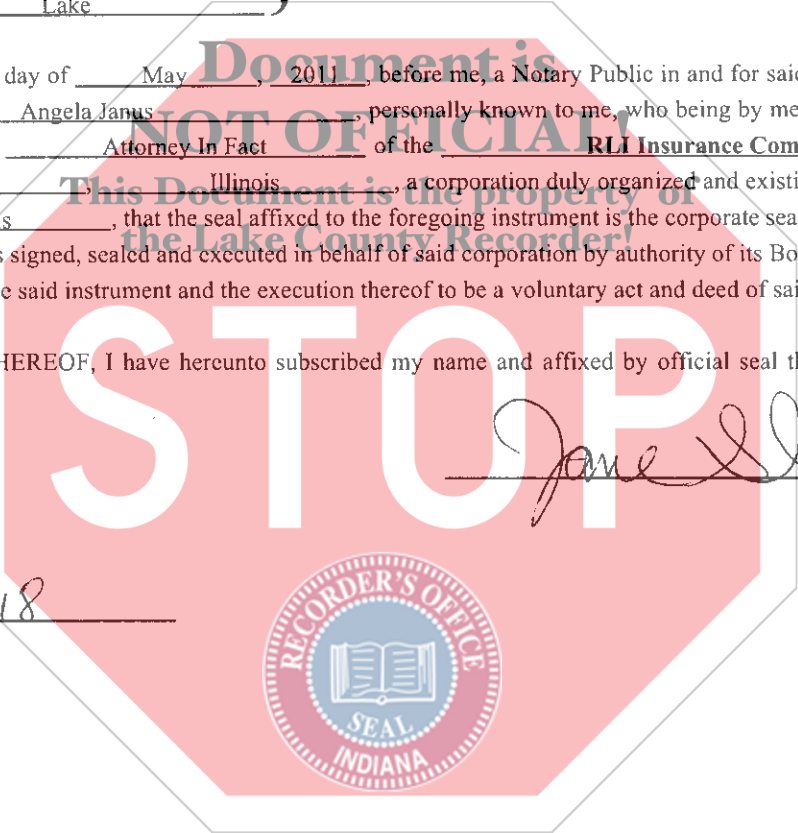 Lake )
day of May , 2011 , before me, a Notary Public in and for said
Angela Janus , personally known to me, who being by me
Attorney In Fact of the RLI Insurance Com
, Illinois , a corporation duly organized and existi
s , that the seal affixed to the foregoing instrument is the corporate sea
s signed, sealed and executed in behalf of said corporation by authority of its Bo
e said instrument and the execution thereof to be a voluntary act and deed of sai
HEREOF, I have hereunto subscribed my name and affixed by official seal th
Jane
18
Document is
NOT OFFICIAL!
This Document is the property of
the Lake County Recorder!
STOP
RECORDER'S OFFICE
SEAL
INDIANA